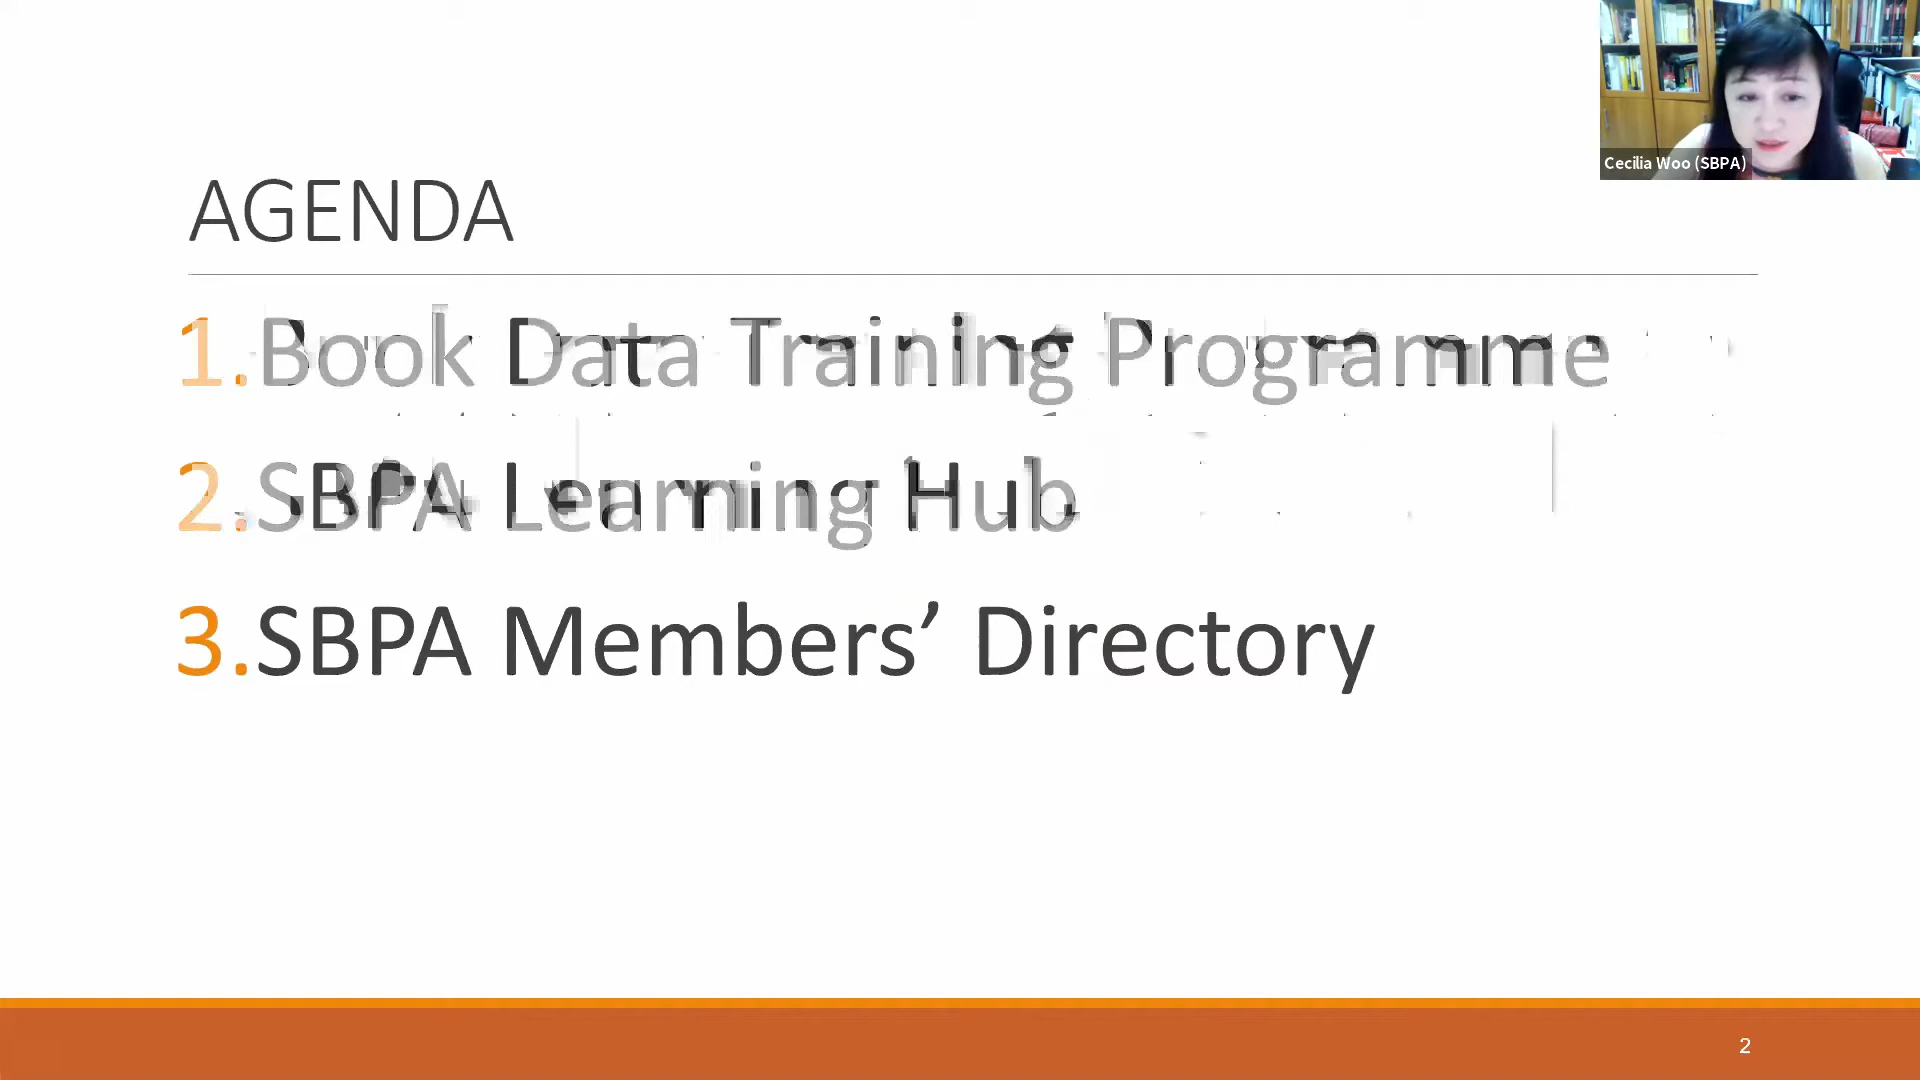 Cecilia Woo (SBPA)
AGENDA
1.Book Data Training Programme
2.SBPA Learning Hub
3.SBPA Members’ Directory
2